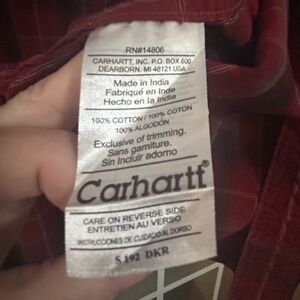 RN#14806
CARHARTT, INC. P.O. BOX 600
DEARBORN, MI 48121 USA
Made in India
Fabriqué en Inde
Hecho en la India
100% COTTON / 100% COTON
100% ALGODÓN
Exclusive of trimming.
Sans garniture.
Sin Incluir adorno
Carhartt®
CARE ON REVERSE SIDE
ENTRETIEN AU VERSO
INSTRUCCIONES DE CUIDADO AL DORSO
S 192 DKR